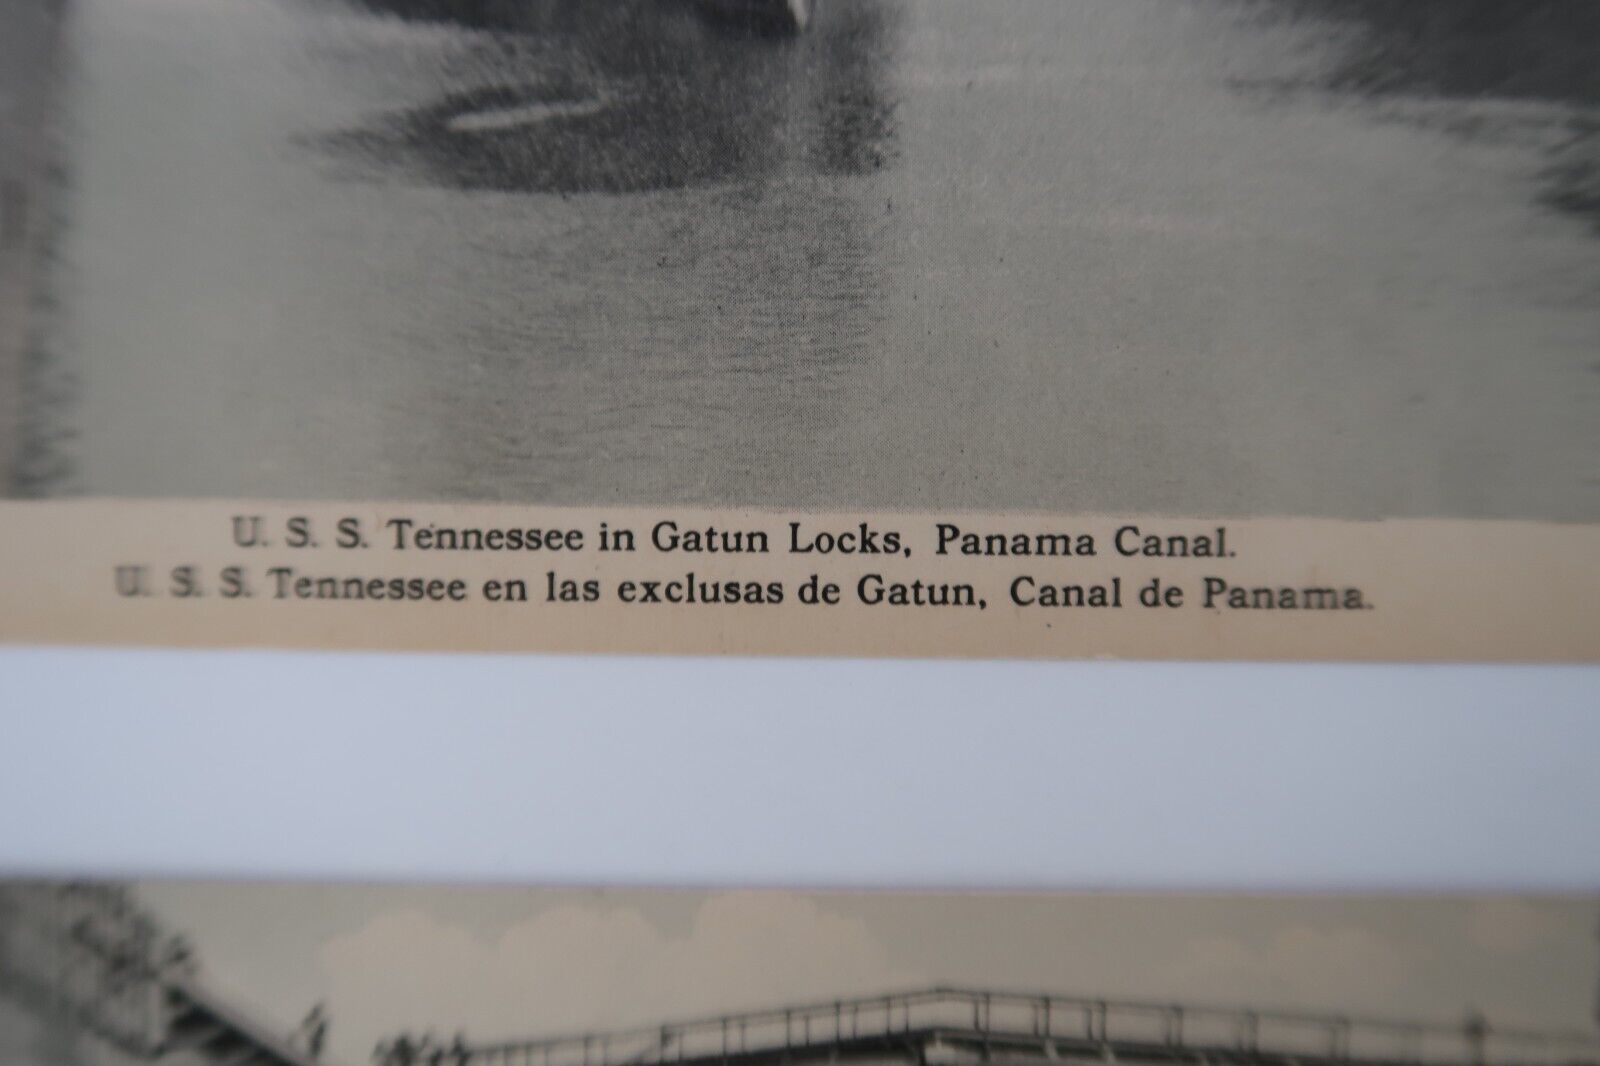 U. S. S. Tennessee in Gatun Locks, Panama Canal.
U. S. S. Tennessee en las exclusas de Gatun, Canal de Panama.